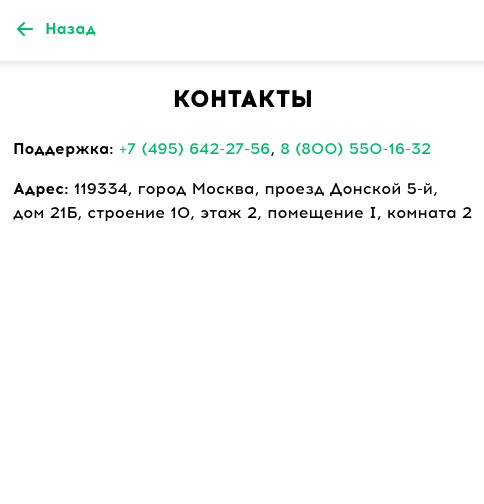 Назад
КОНТАКТЫ
Поддержка: +7 (495) 642-27-56, 8 (800) 550-16-32
Адрес: 119334, город Москва, проезд Донской 5-й,
дом 21Б, строение 10, этаж 2, помещение I, комната 2